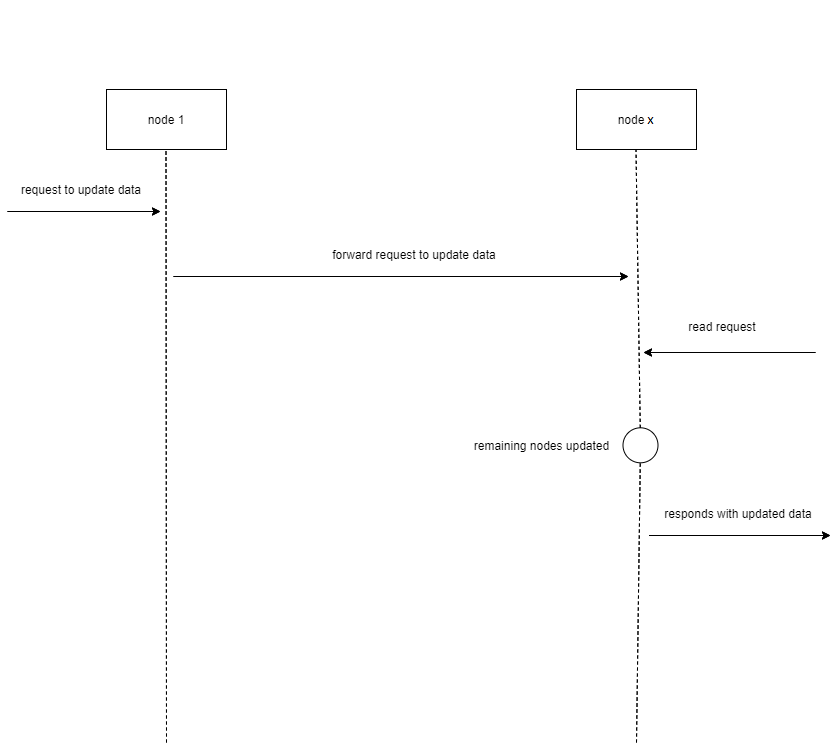 node 1
node x
request to update data
forward request to update data
read request
remaining nodes updated
responds with updated data